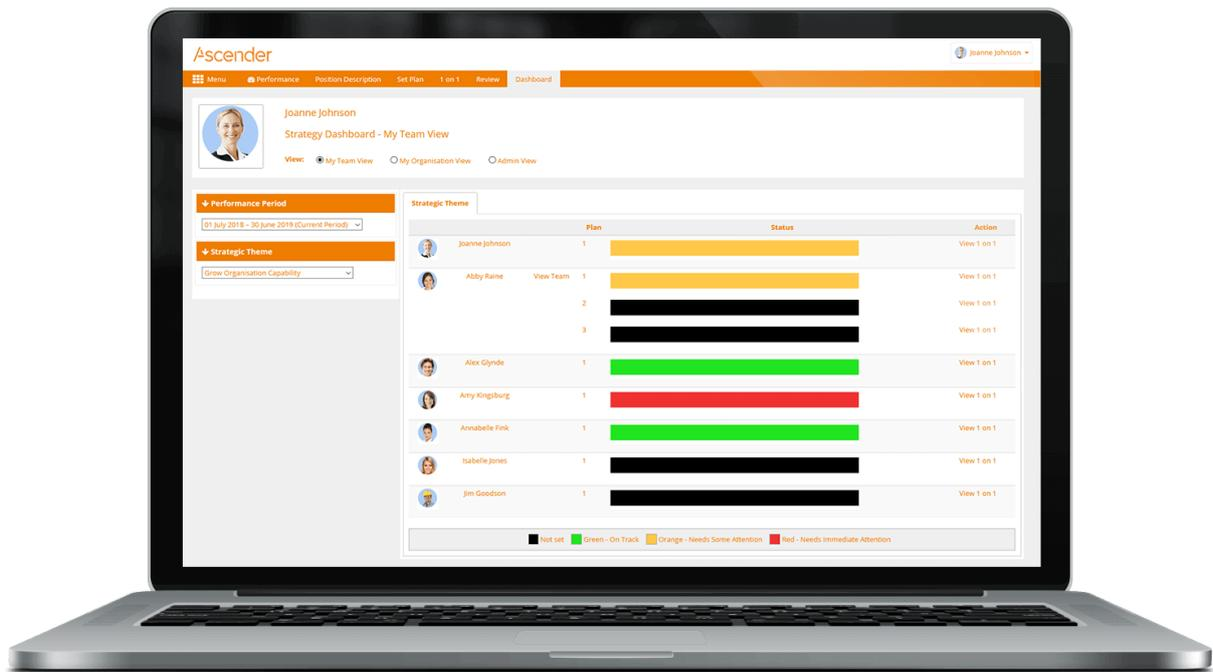 Ascender
Joanne Johnson
Menu Performance Position Description Set Plan 1 on 1 Review Dashboard
Joanne Johnson
Strategy Dashboard - My Team View
View: My Team View My Organisation View Admin View
Performance Period
01 July 2018 – 30 June 2019 (Current Period)
Strategic Theme
Grow Organisation Capability
Strategic Theme
Plan Status Action
Joanne Johnson 1 View 1 on 1
Abby Raine View Team 1 View 1 on 1
2 View 1 on 1
3 View 1 on 1
Alex Glynde 1 View 1 on 1
Amy Kingsburg 1 View 1 on 1
Annabelle Fink 1 View 1 on 1
Isabelle Jones 1 View 1 on 1
Jim Goodson 1 View 1 on 1
Not set Green - On Track Orange - Needs Some Attention Red - Needs Immediate Attention